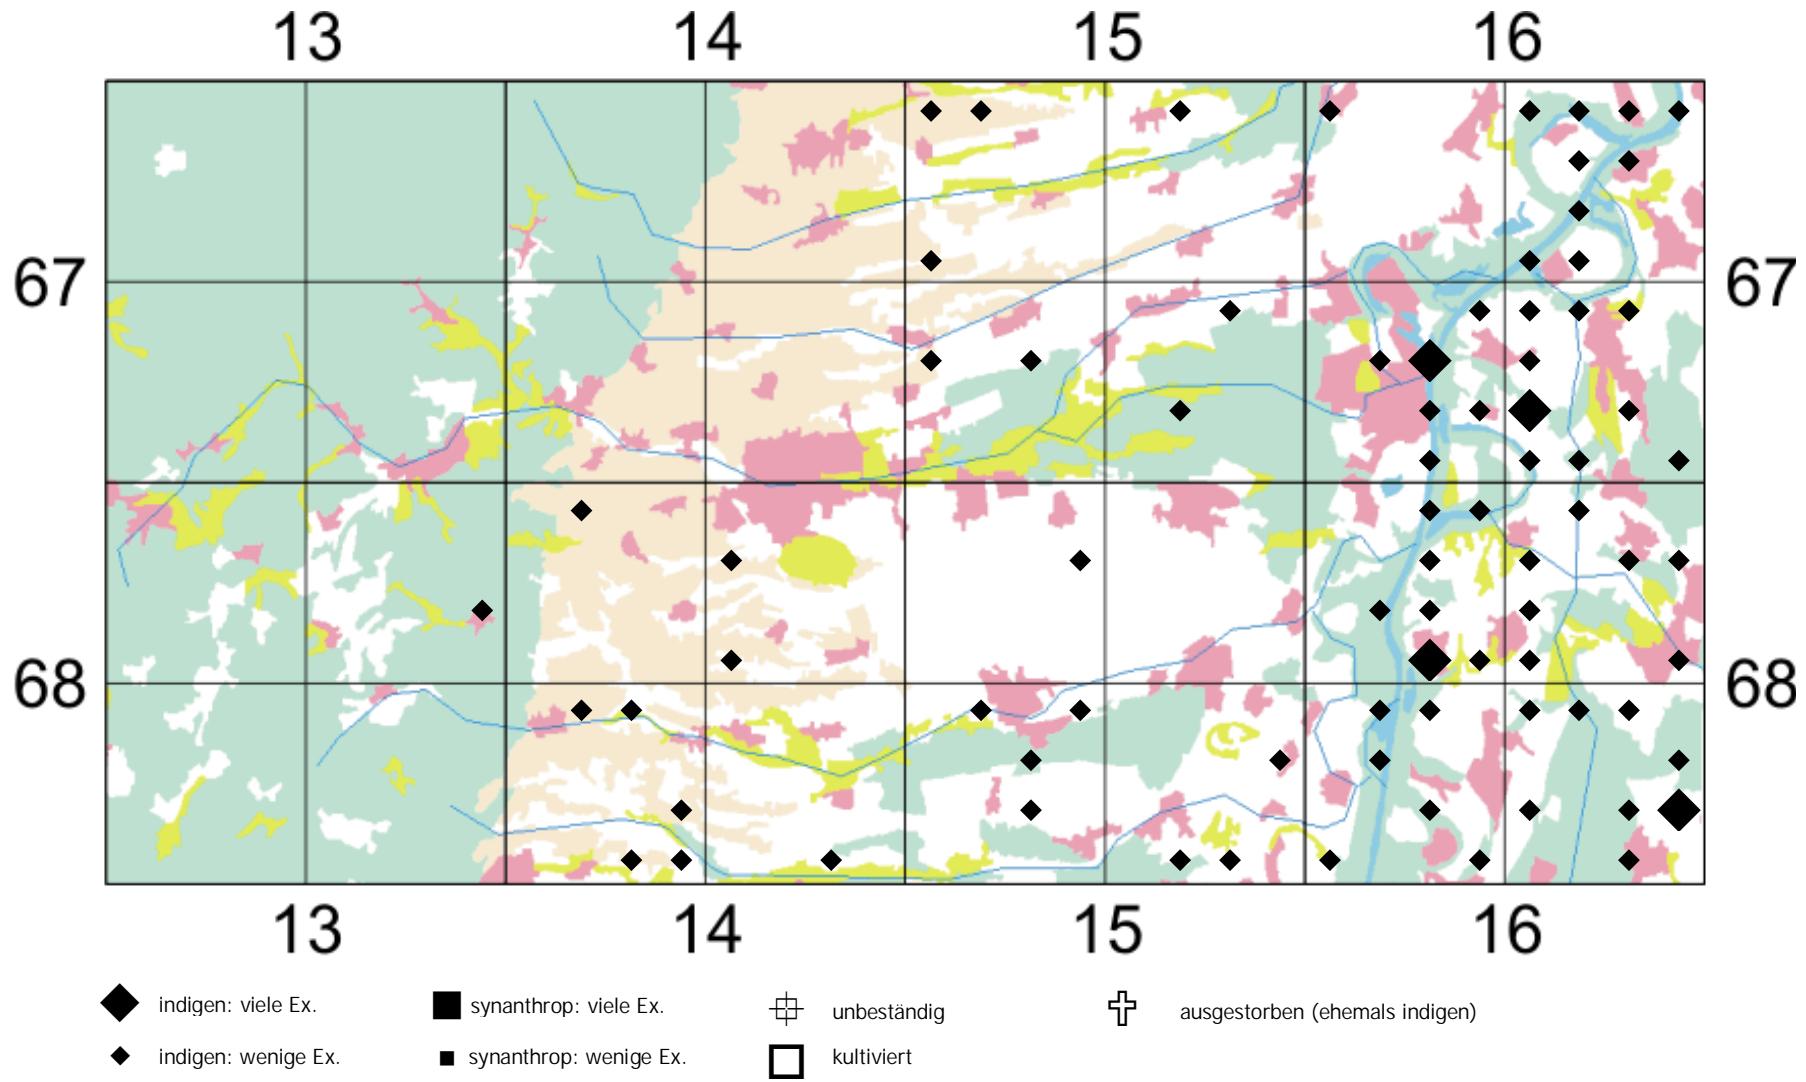 13 14 15 16
67 67
68 68
13 14 15 16
indigen: viele Ex. synanthrop: viele Ex. unbeständig ausgestorben (ehemals indigen)
indigen: wenige Ex. synanthrop: wenige Ex. kultiviert